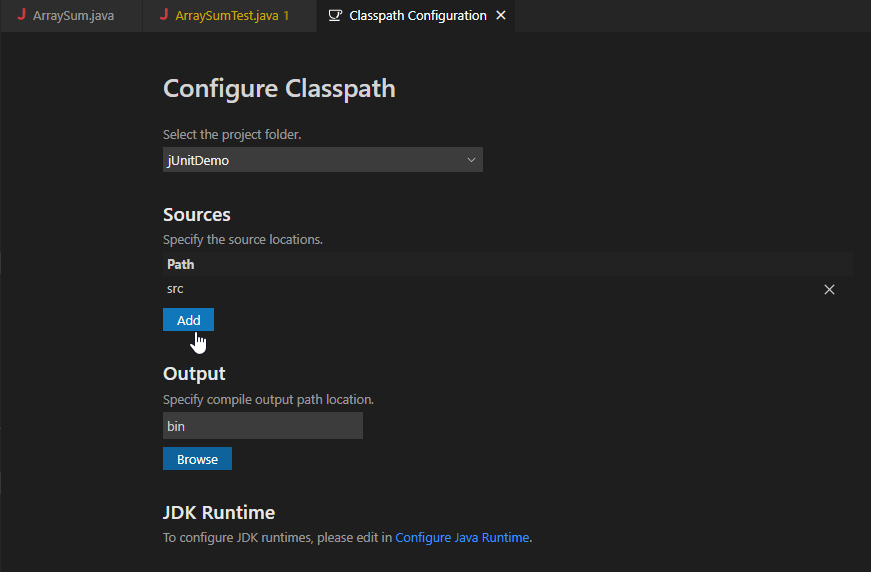 ArraySum.java ArraySumTest.java 1 Classpath Configuration
Configure Classpath
Select the project folder.
jUnitDemo
Sources
Specify the source locations.
Path
src
Add
Output
Specify compile output path location.
bin
Browse
JDK Runtime
To configure JDK runtimes, please edit in Configure Java Runtime.